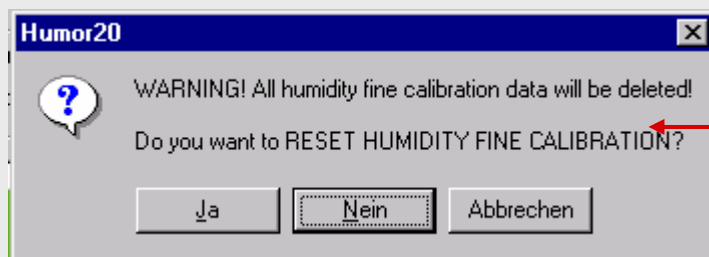 Humor20
WARNING! All humidity fine calibration data will be deleted!
Do you want to RESET HUMIDITY FINE CALIBRATION?
Ja Nein Abbrechen